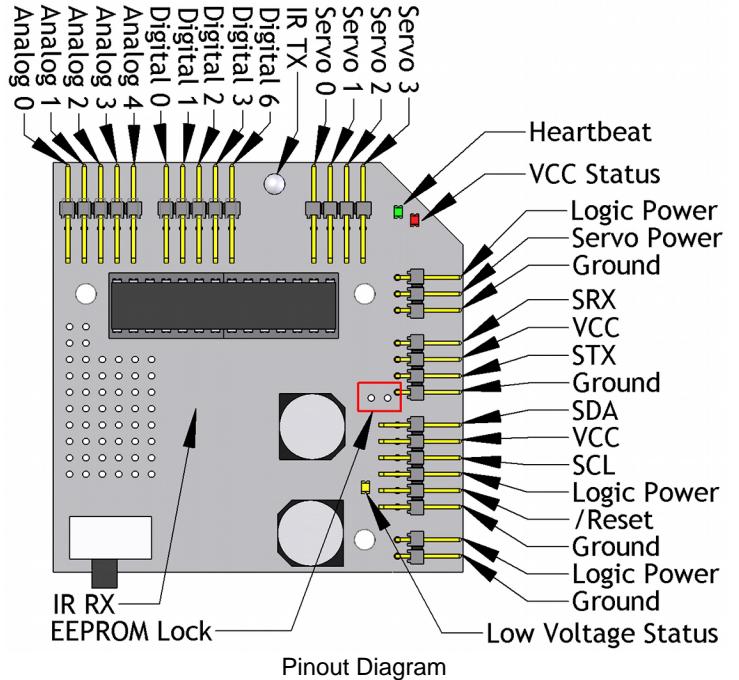 Analog 0
Analog 1
Analog 2
Analog 3
Analog 4
Digital 0
Digital 1
Digital 2
Digital 3
Digital 6
IR TX
Servo 0
Servo 1
Servo 2
Servo 3
Heartbeat
VCC Status
Logic Power
Servo Power
Ground
SRX
VCC
STX
Ground
SDA
VCC
SCL
Logic Power
/Reset
Ground
Logic Power
Ground
IR RX
EEPROM Lock
Low Voltage Status
Pinout Diagram